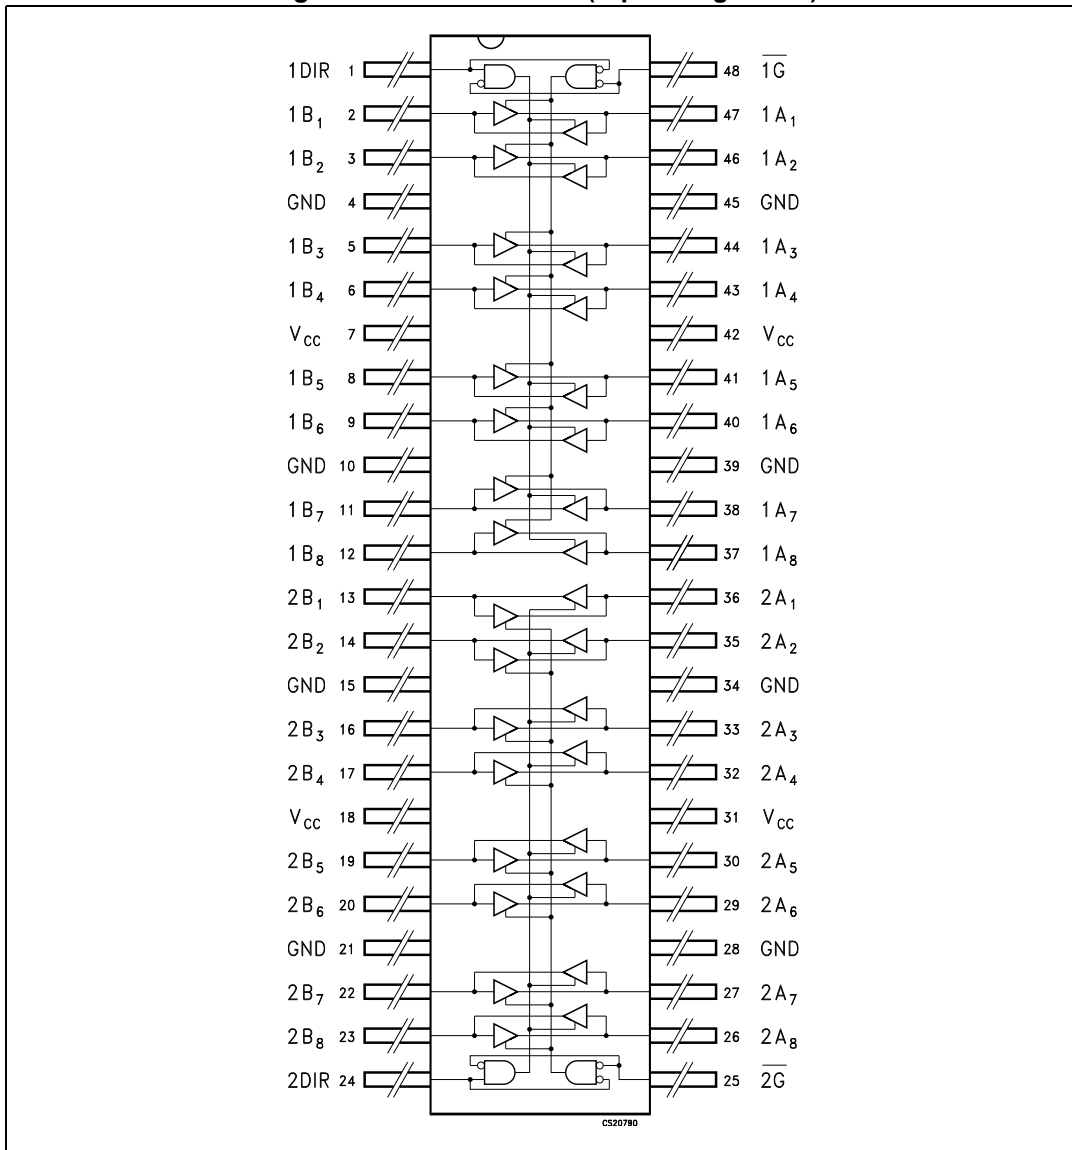 1DIR 1 48 1G
1B1 2 47 1A1
1B2 3 46 1A2
GND 4 45 GND
1B3 5 44 1A3
1B4 6 43 1A4
VCC 7 42 VCC
1B5 8 41 1A5
1B6 9 40 1A6
GND 10 39 GND
1B7 11 38 1A7
1B8 12 37 1A8
2B1 13 36 2A1
2B2 14 35 2A2
GND 15 34 GND
2B3 16 33 2A3
2B4 17 32 2A4
VCC 18 31 VCC
2B5 19 30 2A5
2B6 20 29 2A6
GND 21 28 GND
2B7 22 27 2A7
2B8 23 26 2A8
2DIR 24 25 2G
CS20790